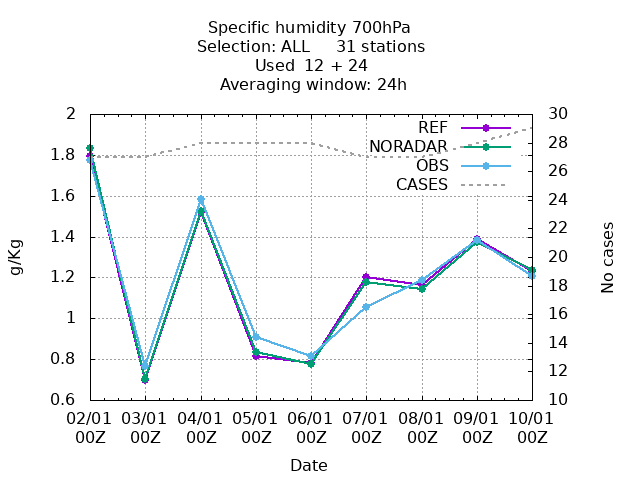 Specific humidity 700hPa
Selection: ALL     31 stations
Used  12 + 24
Averaging window: 24h
2
1.8
1.6
1.4
1.2
1
0.8
0.6
g/Kg
30
28
26
24
22
20
18
16
14
12
10
No cases
REF
NORADAR
OBS
CASES
02/01 03/01 04/01 05/01 06/01 07/01 08/01 09/01 10/01
00Z 00Z 00Z 00Z 00Z 00Z 00Z 00Z 00Z
Date